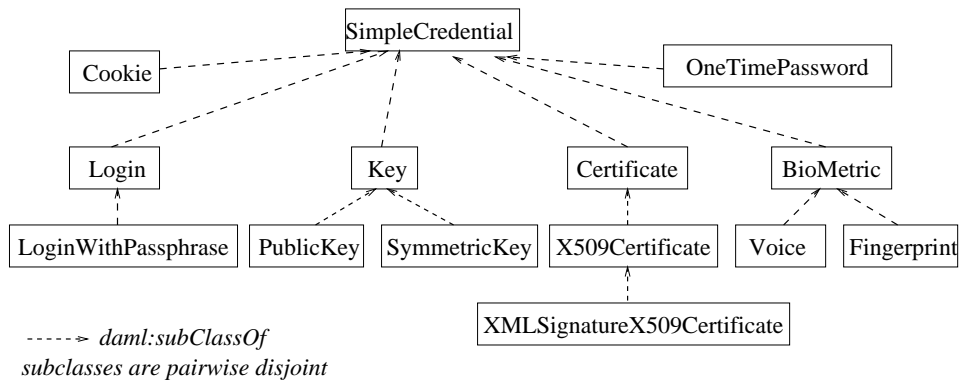 SimpleCredential
Cookie
OneTimePassword
Login
Key
Certificate
BioMetric
LoginWithPassphrase
PublicKey
SymmetricKey
X509Certificate
Voice
Fingerprint
XMLSignatureX509Certificate
daml:subClassOf
subclasses are pairwise disjoint